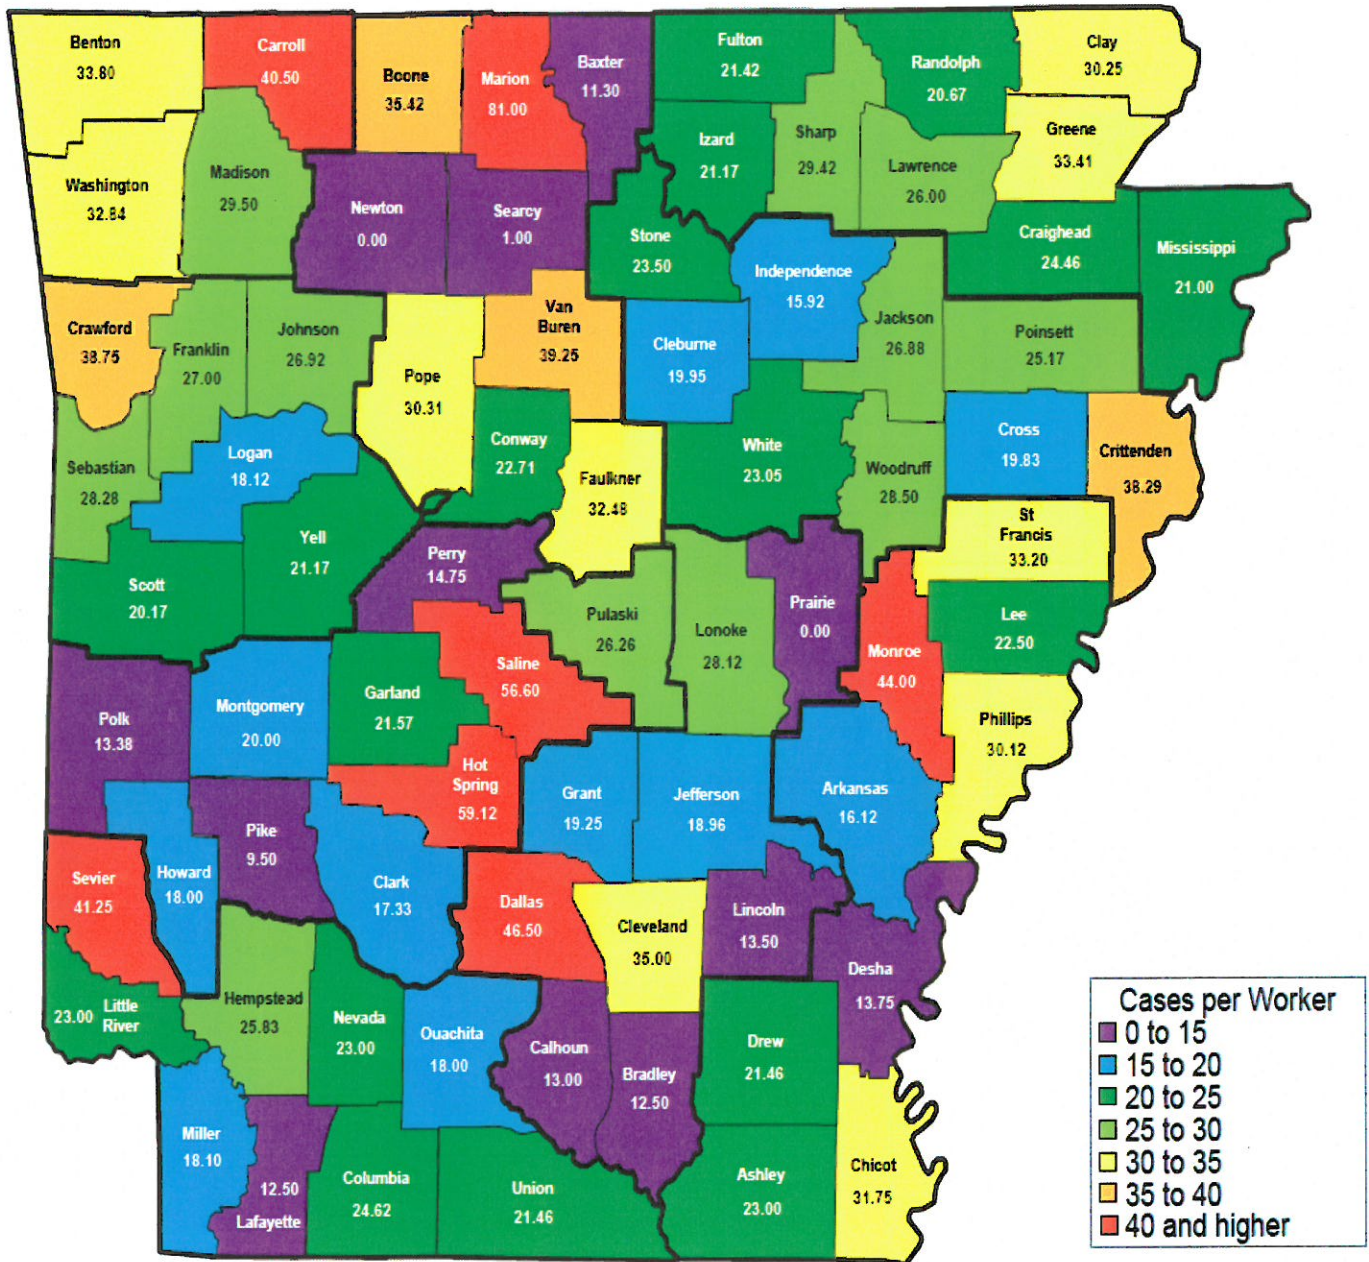 Benton
33.80
Carroll
40.50
Boone
35.42
Marion
81.00
Baxter
11.30
Fulton
21.42
Randolph
20.67
Clay
30.25
Washington
32.84
Madison
29.50
Newton
0.00
Searcy
1.00
Stone
23.50
Izard
21.17
Sharp
29.42
Lawrence
26.00
Greene
33.41
Craighead
24.46
Mississippi
21.00
Crawford
38.75
Franklin
27.00
Johnson
26.92
Pope
30.31
Van
Buren
39.25
Cleburne
19.95
Independence
15.92
Jackson
26.88
Poinsett
25.17
Sebastian
28.28
Logan
18.12
Conway
22.71
Faulkner
32.48
White
23.05
Woodruff
28.50
Cross
19.83
Crittenden
38.29
Scott
20.17
Yell
21.17
Perry
14.75
Pulaski
26.26
Lonoke
28.12
Prairie
0.00
St
Francis
33.20
Lee
22.50
Monroe
44.00
Polk
13.38
Montgomery
20.00
Garland
21.57
Saline
56.60
Phillips
30.12
Hot
Spring
59.12
Grant
19.25
Jefferson
18.96
Arkansas
16.12
Sevier
41.25
Howard
18.00
Pike
9.50
Clark
17.33
Dallas
46.50
Cleveland
35.00
Lincoln
13.50
Desha
13.75
23.00 Little
River
Hempstead
25.83
Nevada
23.00
Ouachita
18.00
Calhoun
13.00
Bradley
12.50
Drew
21.46
Miller
18.10
12.50
Lafayette
Columbia
24.62
Union
21.46
Ashley
23.00
Chicot
31.75
Cases per Worker
0 to 15
15 to 20
20 to 25
25 to 30
30 to 35
35 to 40
40 and higher